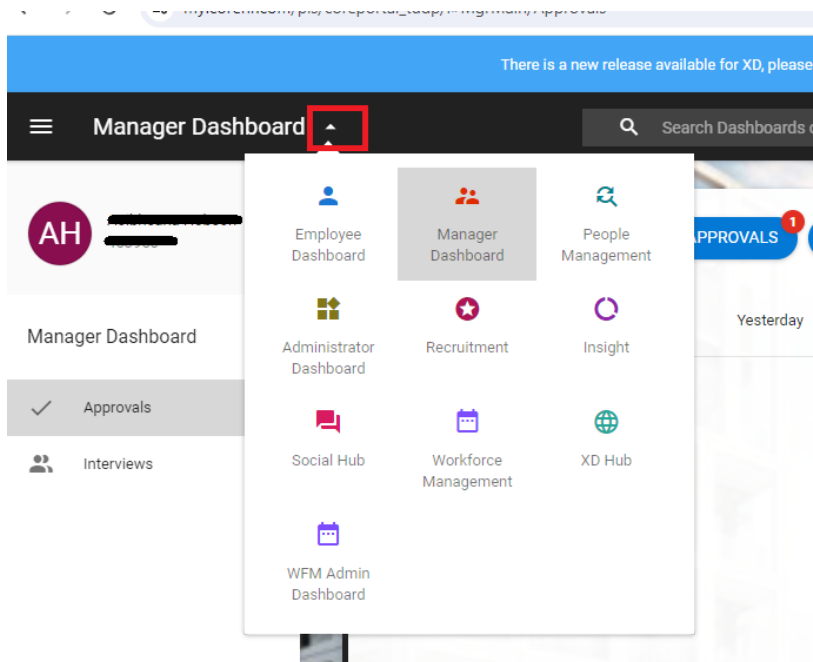 There is a new release available for XD, please
Manager Dashboard
Search Dashboards
AH
Employee
Dashboard
Manager
Dashboard
People
Management
APPROVALS
1
Manager Dashboard
Administrator
Dashboard
Recruitment
Insight
Yesterday
Approvals
Interviews
Social Hub
Workforce
Management
XD Hub
WFM Admin
Dashboard